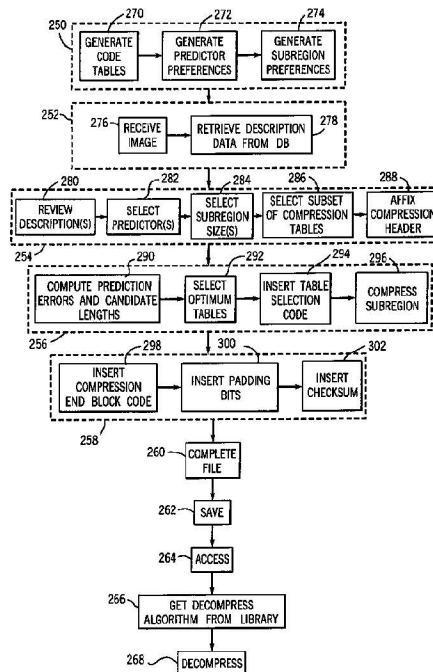 270
272
274
250
GENERATE
CODE
TABLES
GENERATE
PREDICTOR
PREFERENCES
GENERATE
SUBREGION
PREFERENCES
252
276
RECEIVE
IMAGE
RETRIEVE DESCRIPTION
DATA FROM DB
278
280
282
284
286
288
REVIEW
DESCRIPTION(S)
SELECT
PREDICTOR(S)
SELECT
SUBREGION
SIZE(S)
SELECT SUBSET
OF COMPRESSION
TABLES
AFFIX
COMPRESSION
HEADER
254
290
292
294
296
COMPUTE PREDICTION
ERRORS AND CANDIDATE
LENGTHS
SELECT
OPTIMUM
TABLES
INSERT TABLE
SELECTION
CODE
COMPRESS
SUBREGION
256
298
300
302
INSERT
COMPRESSION
END BLOCK CODE
INSERT PADDING
BITS
INSERT
CHECKSUM
258
260
COMPLETE
FILE
262
SAVE
264
ACCESS
266
GET DECOMPRESS
ALGORITHM FROM LIBRARY
268
DECOMPRESS